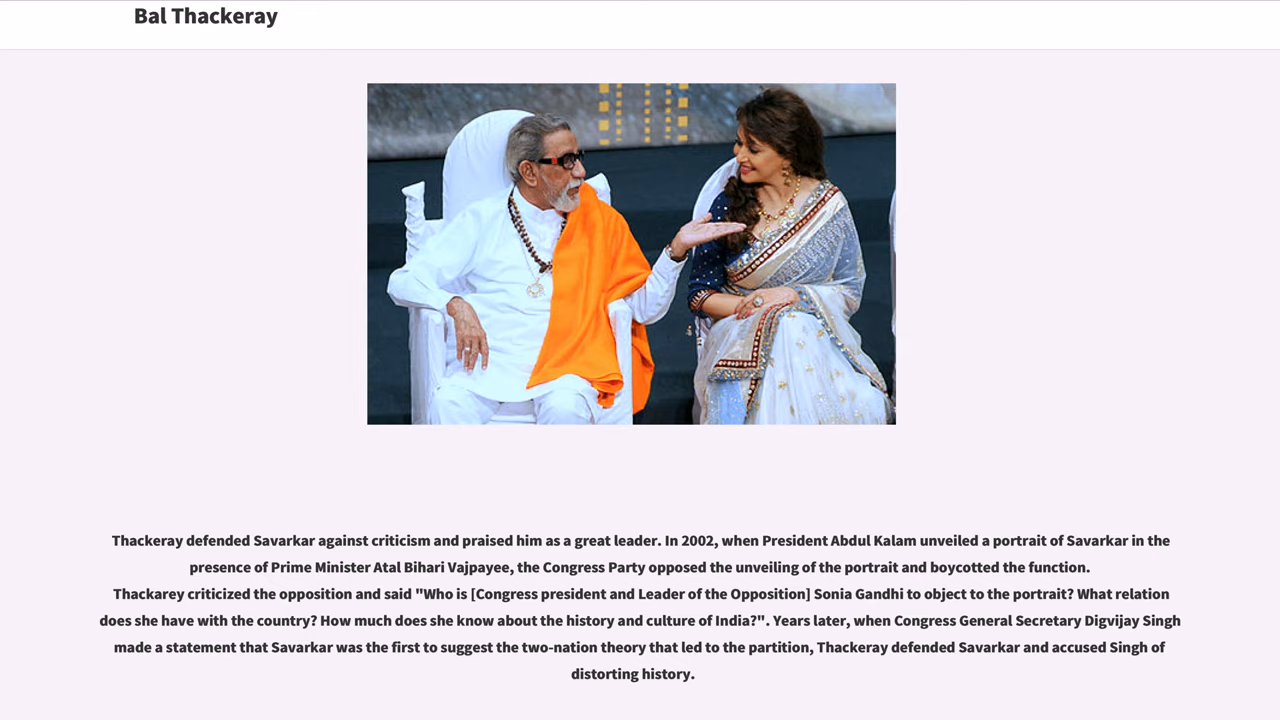 Bal Thackeray
Thackeray defended Savarkar against criticism and praised him as a great leader. In 2002, when President Abdul Kalam unveiled a portrait of Savarkar in the
presence of Prime Minister Atal Bihari Vajpayee, the Congress Party opposed the unveiling of the portrait and boycotted the function.
Thackarey criticized the opposition and said "Who is [Congress president and Leader of the Opposition] Sonia Gandhi to object to the portrait? What relation
does she have with the country? How much does she know about the history and culture of India?". Years later, when Congress General Secretary Digvijay Singh
made a statement that Savarkar was the first to suggest the two-nation theory that led to the partition, Thackeray defended Savarkar and accused Singh of
distorting history.